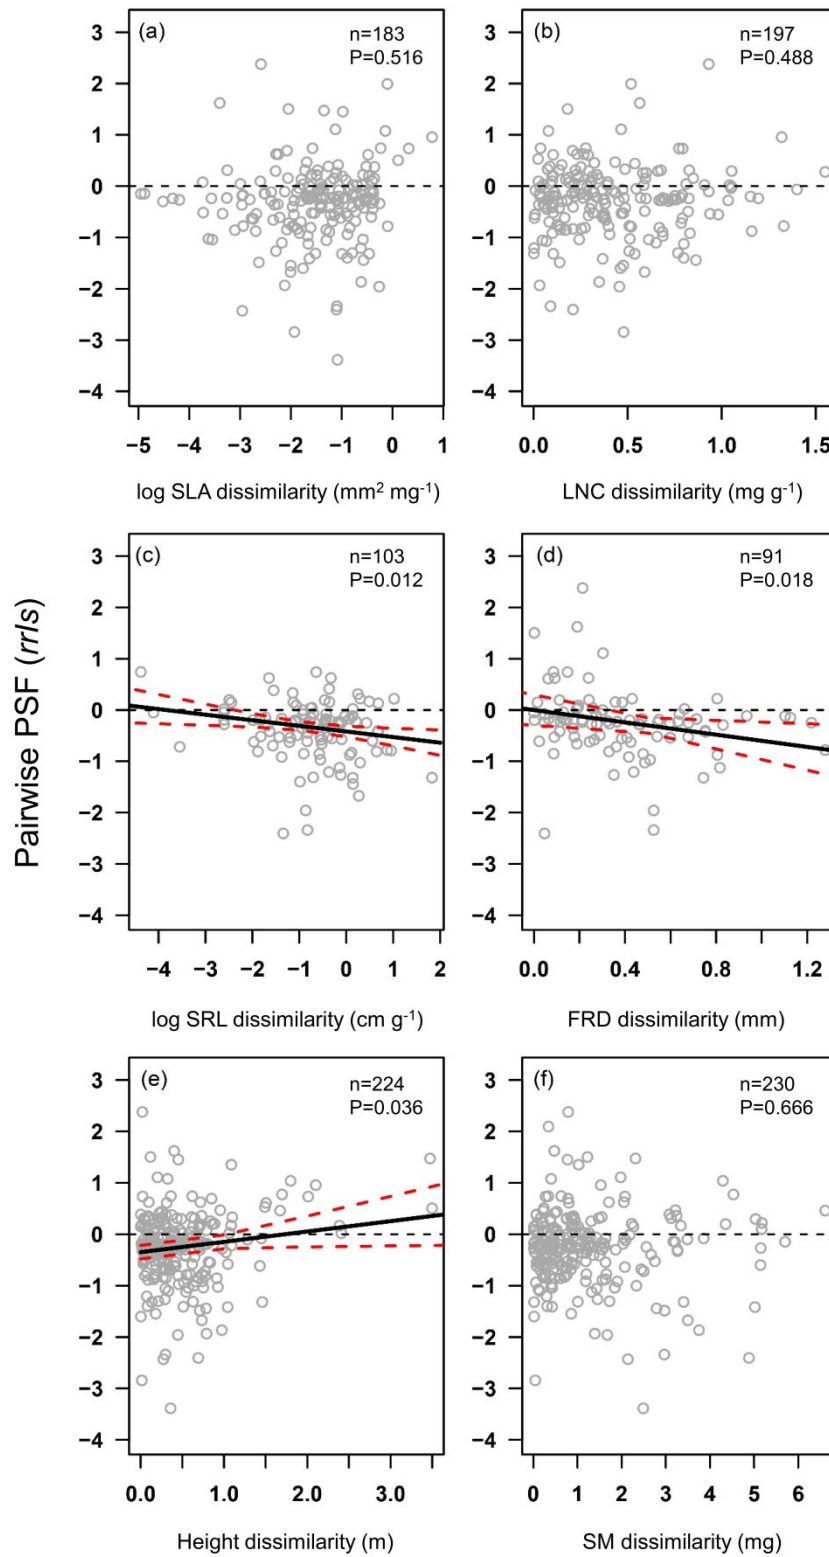 (a)
n=183
P=0.516
3
2
1
0
−1
−2
−3
−4
−5 −4 −3 −2 −1 0 1
log SLA dissimilarity (mm² mg⁻¹)
(b)
n=197
P=0.488
3
2
1
0
−1
−2
−3
−4
0.0 0.5 1.0 1.5
LNC dissimilarity (mg g⁻¹)
Pairwise PSF (rrls)
(c)
n=103
P=0.012
3
2
1
0
−1
−2
−3
−4
−4 −3 −2 −1 0 1 2
log SRL dissimilarity (cm g⁻¹)
(d)
n=91
P=0.018
3
2
1
0
−1
−2
−3
−4
0.0 0.4 0.8 1.2
FRD dissimilarity (mm)
(e)
n=224
P=0.036
3
2
1
0
−1
−2
−3
−4
0.0 1.0 2.0 3.0
Height dissimilarity (m)
(f)
n=230
P=0.666
3
2
1
0
−1
−2
−3
−4
0 1 2 3 4 5 6
SM dissimilarity (mg)